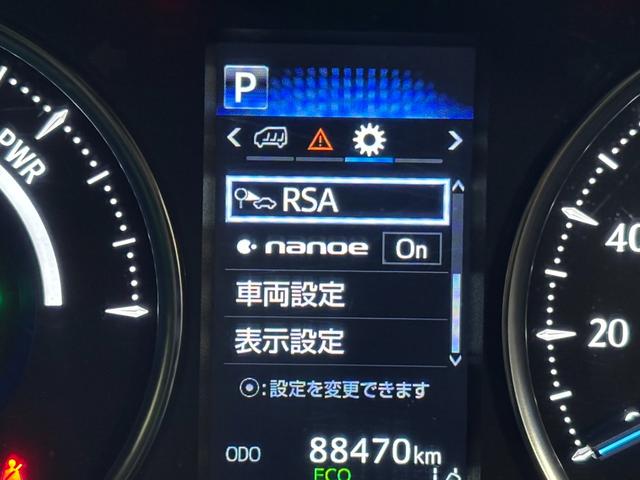 P
PWR
RSA
nanoe On
車両設定
表示設定
:設定を変更できます
ODO 88470km
ECO
40
20